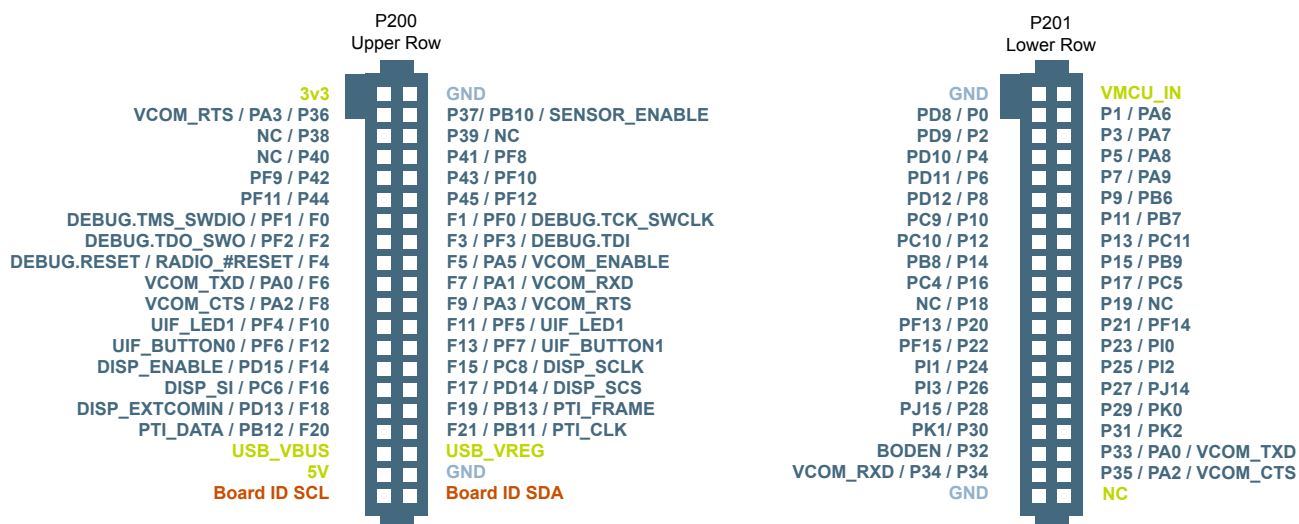 P200
Upper Row
3v3 GND
VCOM_RTS / PA3 / P36 P37/ PB10 / SENSOR_ENABLE
NC / P38 P39 / NC
NC / P40 P41 / PF8
PF9 / P42 P43 / PF10
PF11 / P44 P45 / PF12
DEBUG.TMS_SWDIO / PF1 / F0 F1 / PF0 / DEBUG.TCK_SWCLK
DEBUG.TDO_SWO / PF2 / F2 F3 / PF3 / DEBUG.TDI
DEBUG.RESET / RADIO_#RESET / F4 F5 / PA5 / VCOM_ENABLE
VCOM_TXD / PA0 / F6 F7 / PA1 / VCOM_RXD
VCOM_CTS / PA2 / F8 F9 / PA3 / VCOM_RTS
UIF_LED1 / PF4 / F10 F11 / PF5 / UIF_LED1
UIF_BUTTON0 / PF6 / F12 F13 / PF7 / UIF_BUTTON1
DISP_ENABLE / PD15 / F14 F15 / PC8 / DISP_SCLK
DISP_SI / PC6 / F16 F17 / PD14 / DISP_SCS
DISP_EXTCOMIN / PD13 / F18 F19 / PB13 / PTI_FRAME
PTI_DATA / PB12 / F20 F21 / PB11 / PTI_CLK
USB_VBUS USB_VREG
5V GND
Board ID SCL Board ID SDA
P201
Lower Row
GND VMCU_IN
PD8 / P0 P1 / PA6
PD9 / P2 P3 / PA7
PD10 / P4 P5 / PA8
PD11 / P6 P7 / PA9
PD12 / P8 P9 / PB6
PC9 / P10 P11 / PB7
PC10 / P12 P13 / PC11
PB8 / P14 P15 / PB9
PC4 / P16 P17 / PC5
NC / P18 P19 / NC
PF13 / P20 P21 / PF14
PF15 / P22 P23 / PI0
PI1 / P24 P25 / PI2
PI3 / P26 P27 / PJ14
PJ15 / P28 P29 / PK0
PK1/ P30 P31 / PK2
BODEN / P32 P33 / PA0 / VCOM_TXD
VCOM_RXD / P34 / P34 P35 / PA2 / VCOM_CTS
GND NC